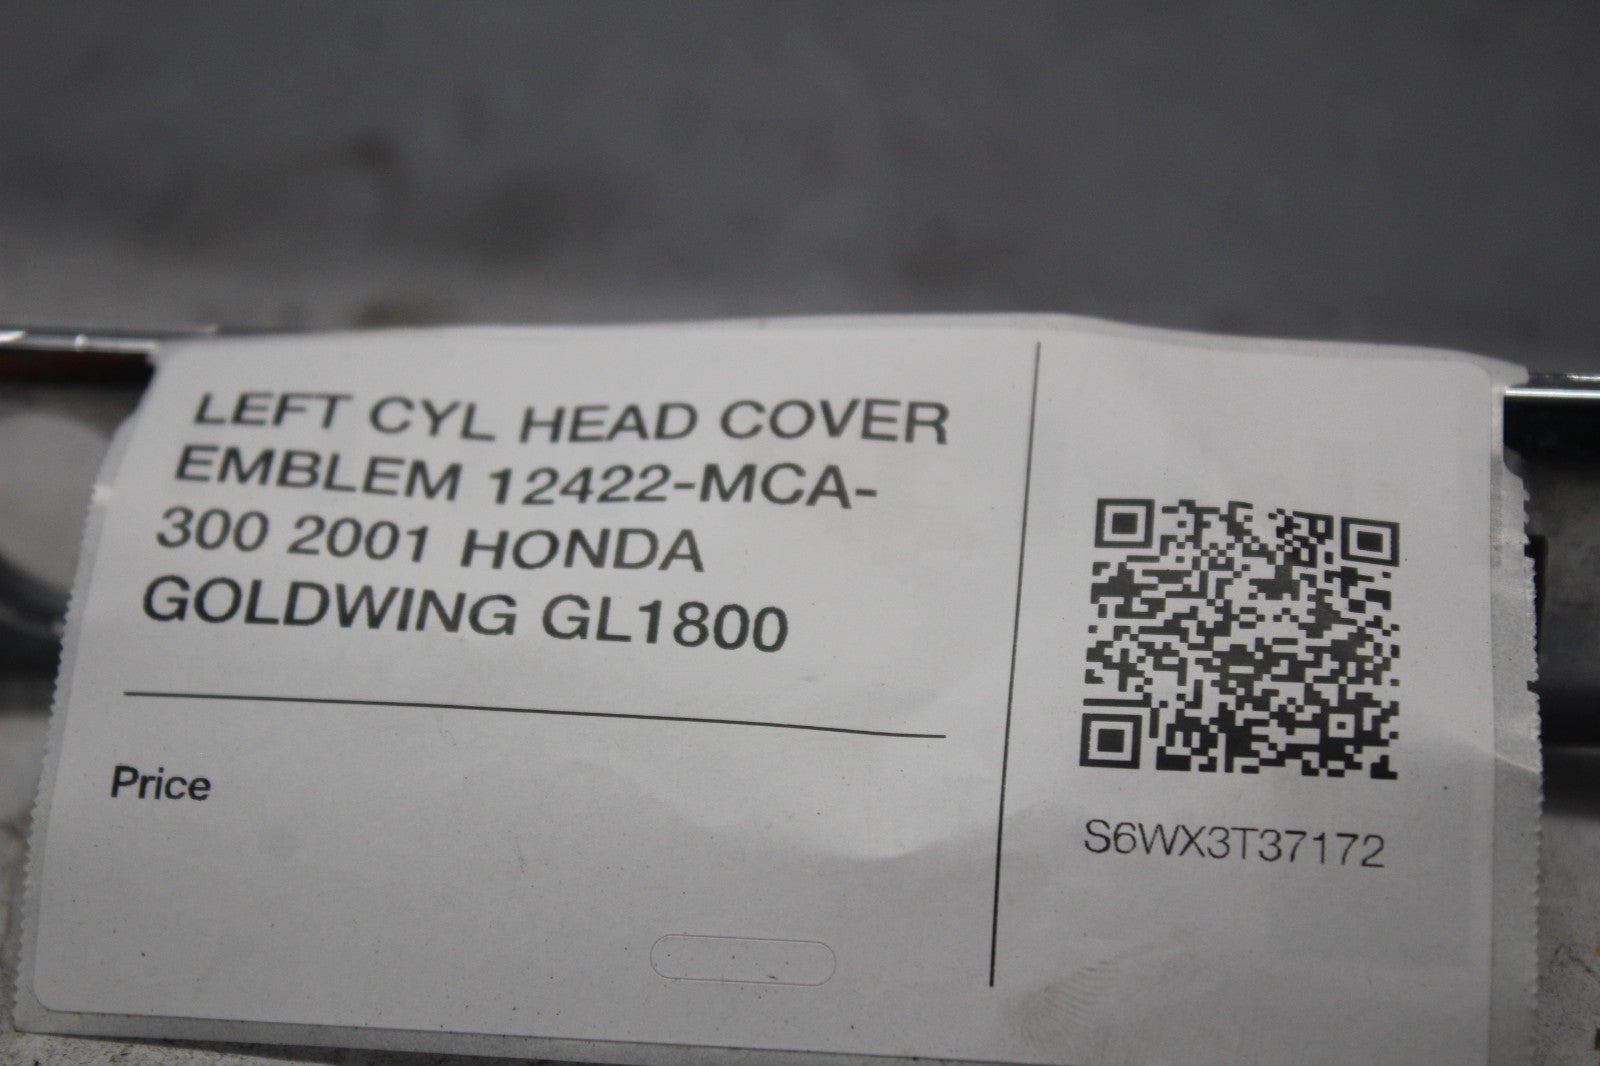 LEFT CYL HEAD COVER
EMBLEM 12422-MCA-
300 2001 HONDA
GOLDWING GL1800
Price
S6WX3T37172